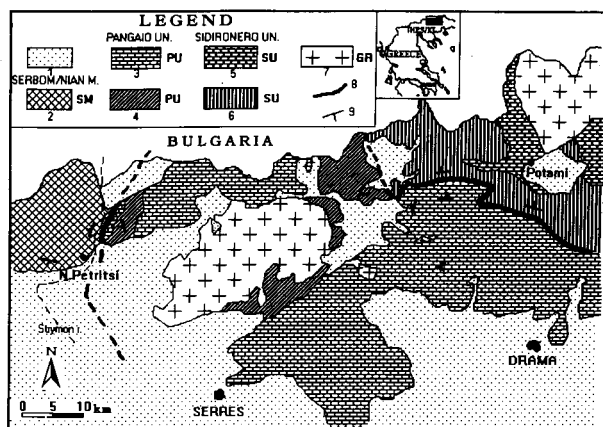 LEGEND
PANGAIO UN. SIDIRONERO UN.
1 3 PU 5 SU 7 GR
SERBOM/NIAN M.
2 SM 4 PU 6 SU 8
9
GREECE
BULGARIA
Potami
N.Petritsi
Strymon
N
DRAMA
SERRES
0 5 10 km